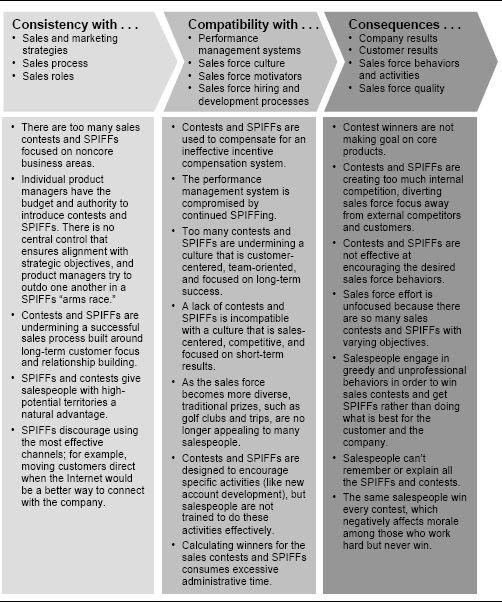 Consistency with . . .
• Sales and marketing
strategies
• Sales process
• Sales roles
Compatibility with . . .
• Performance
management systems
• Sales force culture
• Sales force motivators
• Sales force hiring and
development processes
Consequences . . .
• Company results
• Customer results
• Sales force behaviors
and activities
• Sales force quality
• There are too many sales
contests and SPIFFs
focused on noncore
business areas.
• Individual product
managers have the
budget and authority to
introduce contests and
SPIFFs. There is no
central control that
ensures alignment with
strategic objectives, and
product managers try to
outdo one another in a
SPIFFs “arms race.”
• Contests and SPIFFs are
undermining a successful
sales process built around
long-term customer focus
and relationship building.
• SPIFFs and contests give
salespeople with high-
potential territories a
natural advantage.
• SPIFFs discourage using
the most effective
channels; for example,
moving customers direct
when the Internet would
be a better way to connect
with the company.
• Contests and SPIFFs are
used to compensate for an
ineffective incentive
compensation system.
• The performance
management system is
compromised by
continued SPIFFing.
• Too many contests and
SPIFFs are undermining a
culture that is customer-
centered, team-oriented,
and focused on long-term
success.
• A lack of contests and
SPIFFs is incompatible
with a culture that is sales-
centered, competitive, and
focused on short-term
results.
• As the sales force
becomes more diverse,
traditional prizes, such as
golf clubs and trips, are no
longer appealing to many
salespeople.
• Contests and SPIFFs are
designed to encourage
specific activities (like new
account development), but
salespeople are not
trained to do these
activities effectively.
• Calculating winners for the
sales contests and SPIFFs
consumes excessive
administrative time.
• Contest winners are not
making goal on core
products.
• Contests and SPIFFs are
creating too much internal
competition, diverting
sales force focus away
from external competitors
and customers.
• Contests and SPIFFs are
not effective at
encouraging the desired
sales force behaviors.
• Sales force effort is
unfocused because there
are so many sales
contests and SPIFFs with
varying objectives.
• Salespeople engage in
greedy and unprofessional
behaviors in order to win
sales contests and get
SPIFFs rather than doing
what is best for the
customer and the
company.
• Salespeople can’t
remember or explain all
the SPIFFs and contests.
• The same salespeople win
every contest, which
negatively affects morale
among those who work
hard but never win.